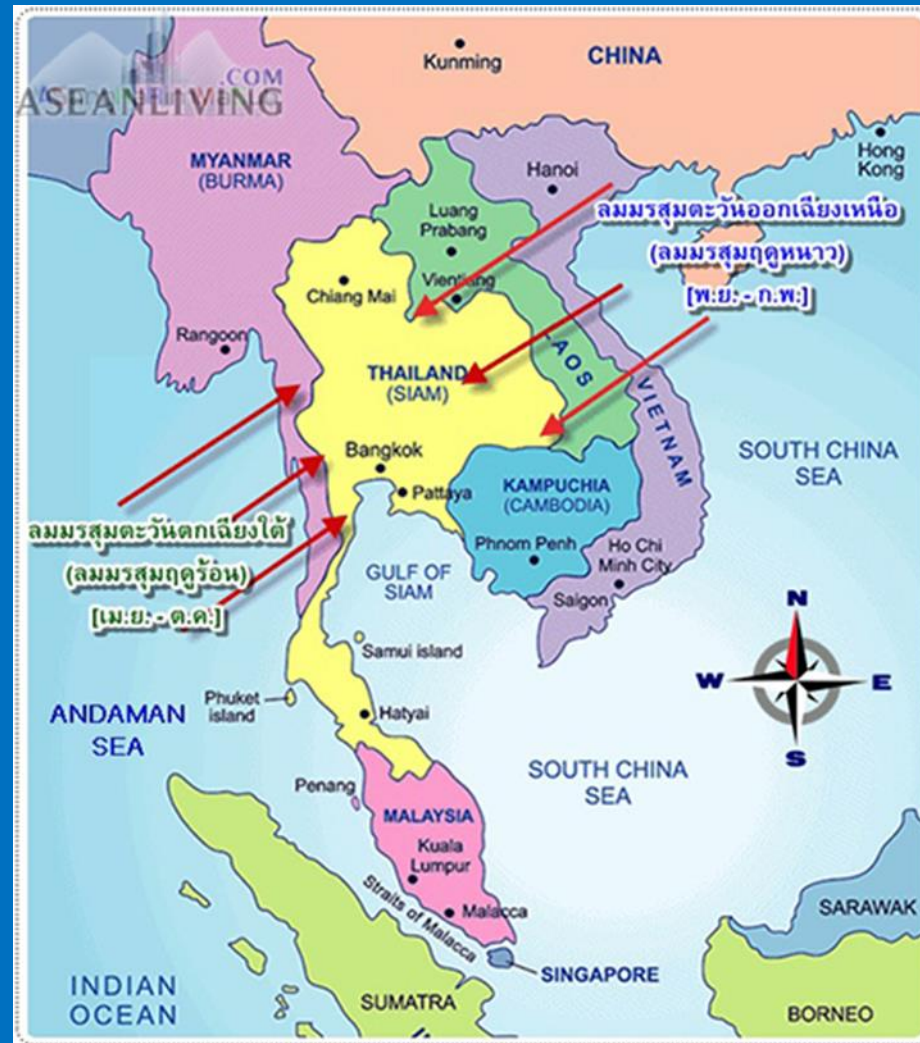 .COM
ASEANLIVING
CHINA
Kunming
MYANMAR
(BURMA)
Hanoi
Hong
Kong
Luang
Prabang
ลมมรสุมตะวันออกเฉียงเหนือ
(ลมมรสุมฤดูหนาว)
[พ.ย. - ก.พ.]
Chiang Mai
Vientiang
Rangoon
THAILAND
(SIAM)
LAOS
VIETNAM
SOUTH CHINA
SEA
Bangkok
Pattaya
KAMPUCHIA
(CAMBODIA)
ลมมรสุมตะวันตกเฉียงใต้
(ลมมรสุมฤดูร้อน)
[เม.ย. - ต.ค.]
Phnom Penh
Ho Chi
Minh City
Saigon
GULF OF
SIAM
Samui island
N
W
E
S
Phuket
island
ANDAMAN
SEA
Hatyai
SOUTH CHINA
SEA
Penang
MALAYSIA
Kuala
Lumpur
Malacca
Straits of Malacca
SARAWAK
SINGAPORE
INDIAN
OCEAN
SUMATRA
BORNEO